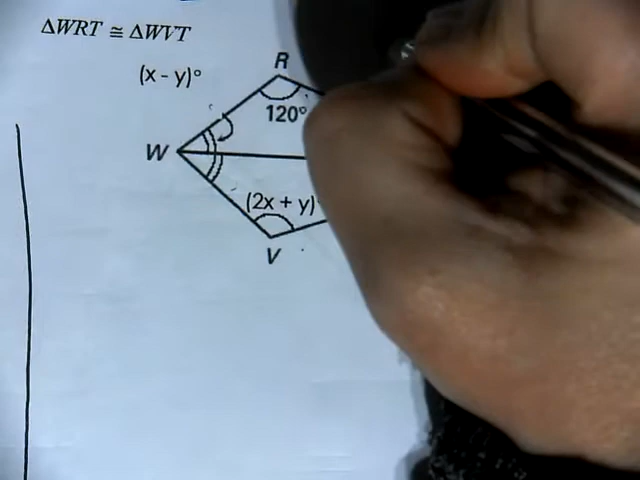 ΔWRT ≅ ΔWVT
(x - y)°
R
120°
W
(2x + y)
V